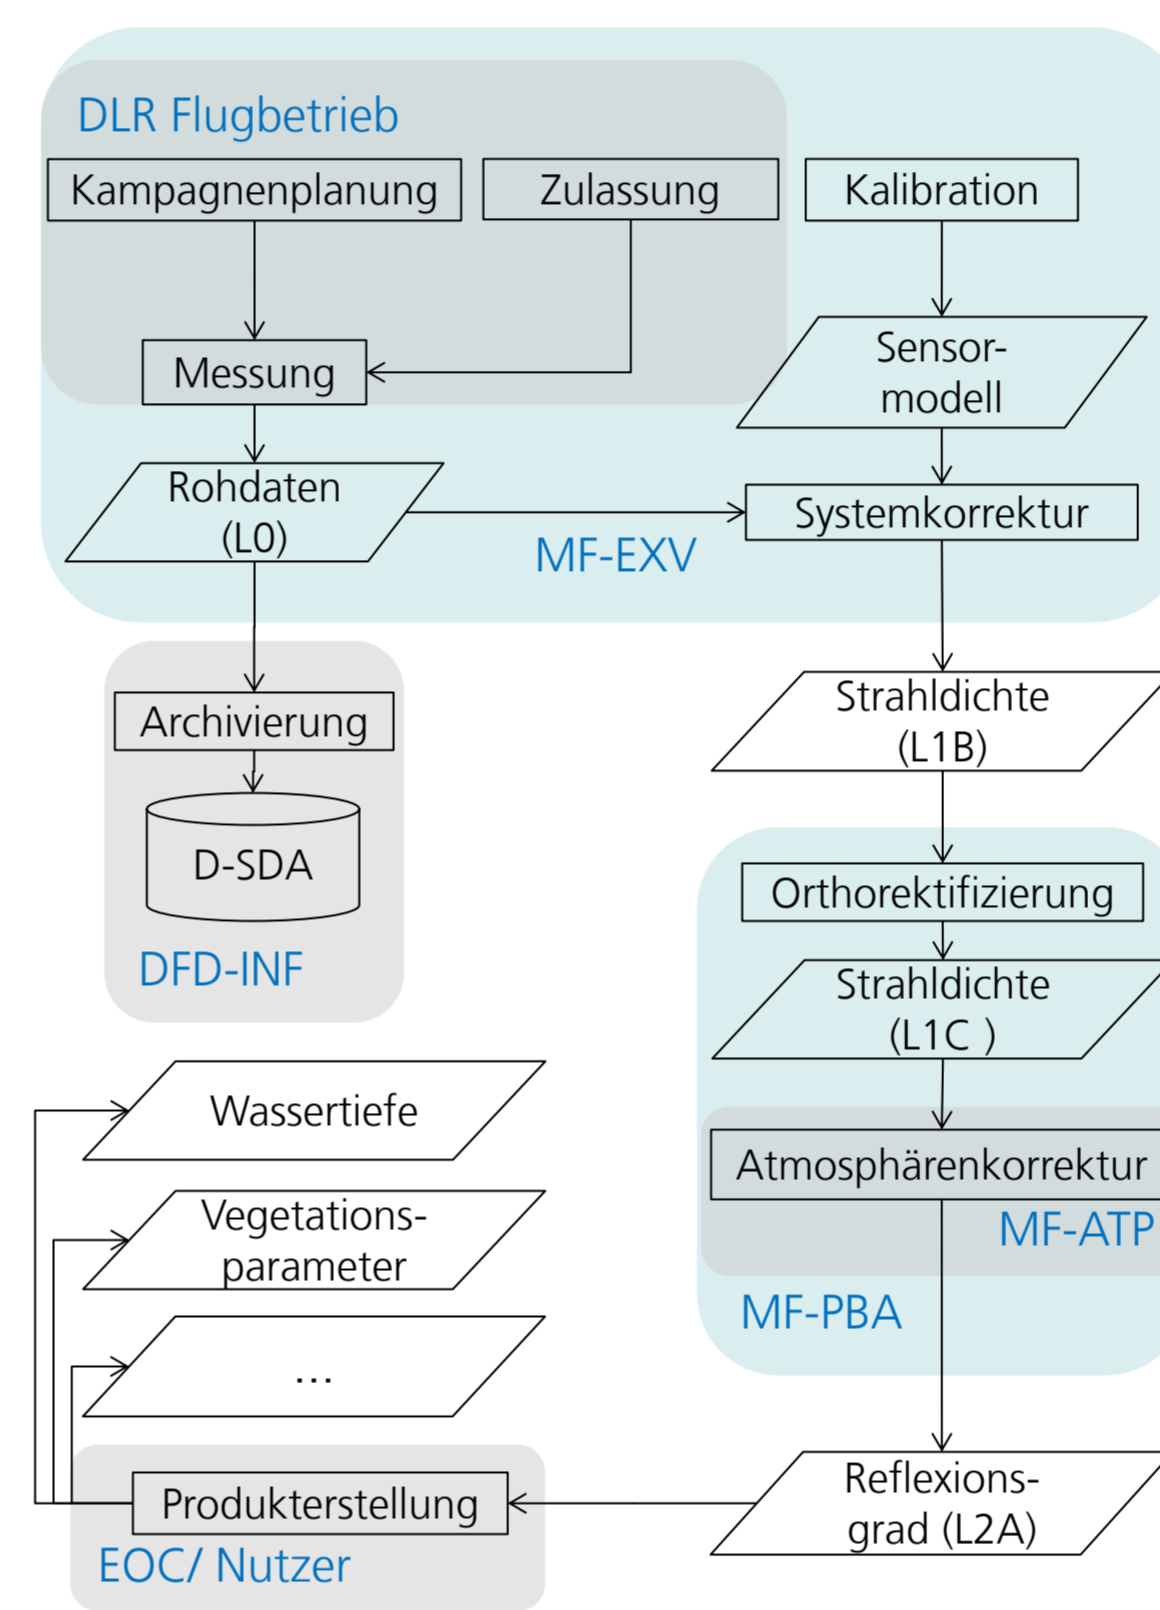 DLR Flugbetrieb
Kampagnenplanung
Zulassung
Kalibration
Messung
Sensor-
modell
Rohdaten
(L0)
Systemkorrektur
MF-EXV
Archivierung
D-SDA
DFD-INF
Strahldichte
(L1B)
Orthorektifizierung
Strahldichte
(L1C )
Atmosphärenkorrektur
MF-ATP
MF-PBA
Wassertiefe
Vegetations-
parameter
...
Produkterstellung
EOC/ Nutzer
Reflexions-
grad (L2A)